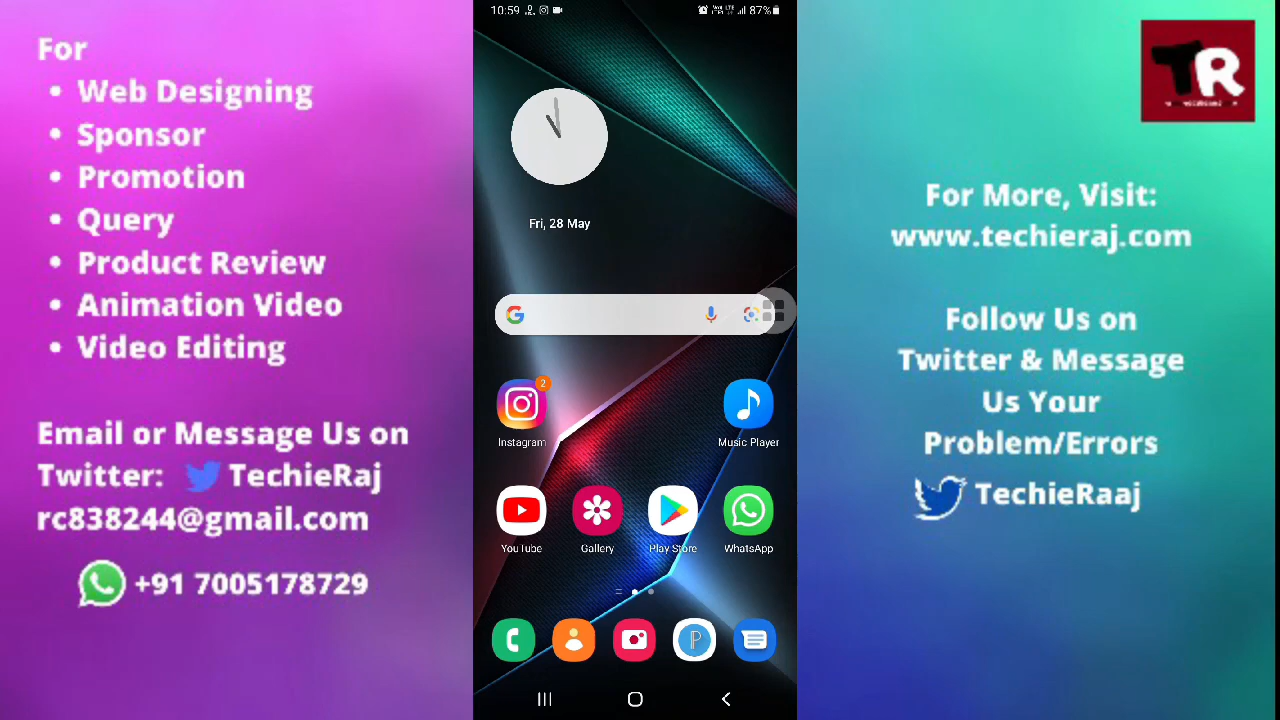 For
• Web Designing
• Sponsor
• Promotion
• Query
• Product Review
• Animation Video
• Video Editing
Email or Message Us on
Twitter: TechieRaj
rc838244@gmail.com
+91 7005178729
10:59
87%
Fri, 28 May
2
Instagram
Music Player
YouTube
Gallery
Play Store
WhatsApp
TR
For More, Visit:
www.techieraj.com
Follow Us on
Twitter & Message
Us Your
Problem/Errors
TechieRaaj